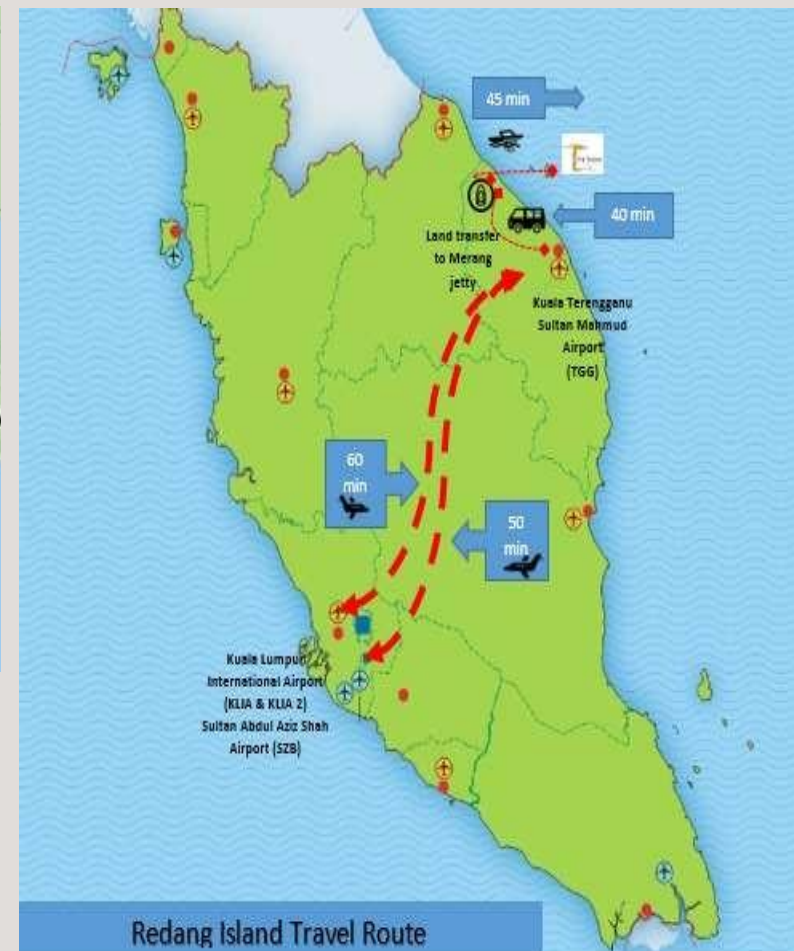 45 min
40 min
Land transfer
to Merang
jetty
Kuala Terengganu
Sultan Mahmud
Airport
(TGG)
60
min
50
min
Kuala Lumpur
International Airport
(KLIA & KLIA 2)
Sultan Abdul Aziz Shah
Airport (SZB)
Redang Island Travel Route